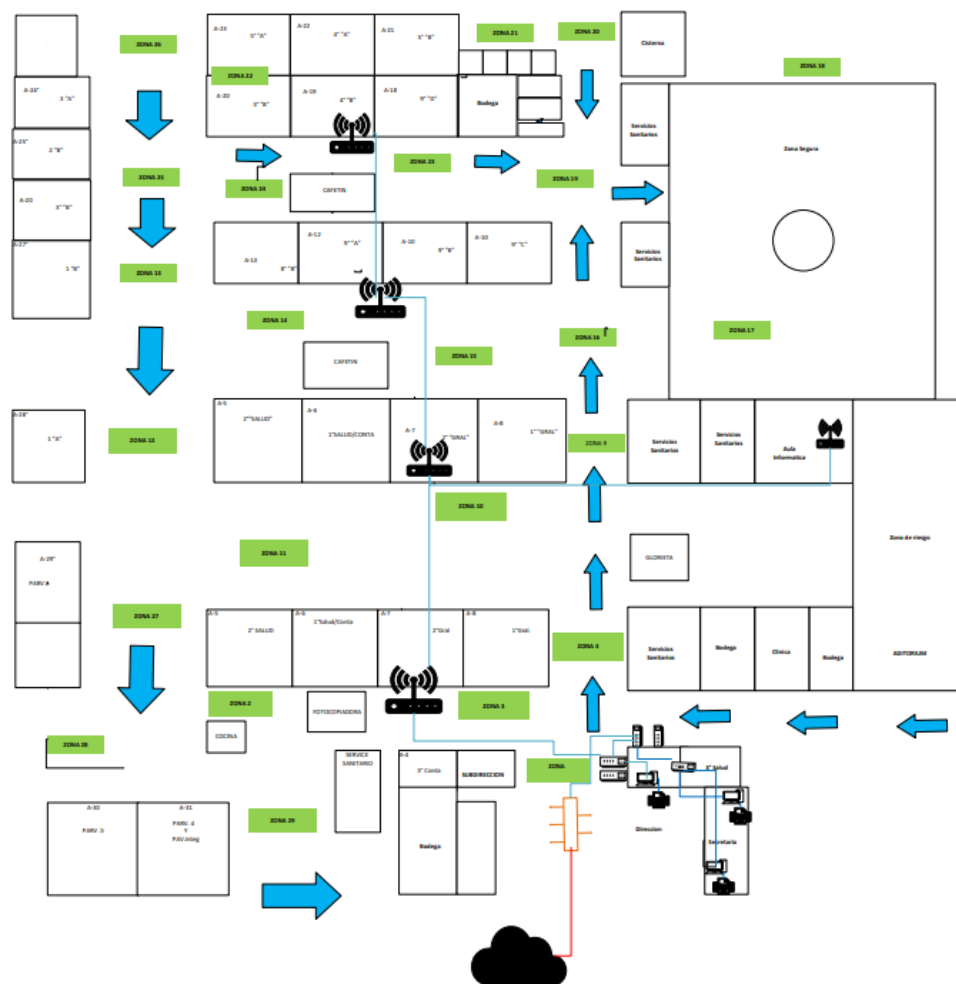 ZONA 26
A-23
5° "A"
A-22
4° "A"
A-21
5° "B"
ZONA 21
ZONA 20
Cisterna
ZONA 18
ZONA 22
A-20
3° "B"
A-19
4° "B"
A-18
9° "D"
Bodega
A-24"
3 "A"
A-25"
2 "B"
Servicios
Sanitarios
Zona Segura
ZONA 23
ZONA 25
ZONA 24
ZONA 19
CAFETIN
A-20
3° "B"
A-27"
1 "B"
A-13
8° "B"
A-12
9° "A"
A-10
9° "B"
A-10
9° "C"
Servicios
Sanitarios
ZONA 13
ZONA 14
ZONA 15
ZONA 16
ZONA 17
CAFETIN
A-28"
1 "A"
ZONA 12
A-5
2°"SALUD"
A-6
1°SALUD/CONTA
A-7
2° "GRAL"
A-8
1° "GRAL"
ZONA 9
Servicios
Sanitarios
Servicios
Sanitarios
Aula
Informatica
ZONA 10
ZONA 11
GLORIETA
Zona de riesgo
A-29"
PARV.6
ZONA 27
A-5
2° SALUD
A-6
1°Salud/Conta
A-7
2°Gral
A-8
1°Gral
ZONA 4
Servicios
Sanitarios
Bodega
Clinica
Bodega
ADITORIUM
ZONA 2
FOTOCOPIADORA
ZONA 3
COCINA
ZONA 28
SERVICE
SANITARIO
3° Conta
SUBDIRECCION
ZONA
3° Salud
A-30
PARV .5
A-31
PARV. 4
Y
PAV.Integ
ZONA 29
Bodega
Direccion
Secretaria